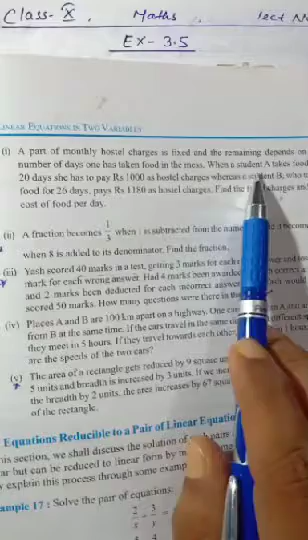 Class- X, Maths
EX- 3.5
LINEAR EQUATIONS IN TWO VARIABLES
(i) A part of monthly hostel charges is fixed and the remaining depends on
number of days one has taken food in the mess. When a student A takes food
20 days she has to pay Rs 1000 as hostel charges whereas a student B, who
food for 26 days, pays Rs 1180 as hostel charges. Find the charges and
cost of food per day.
(ii) A fraction becomes 1/3 when 1 is subtracted from the
when 8 is added to its denominator. Find the fraction.
(iii) Yash scored 40 marks in a test, getting 3 marks for each
mark for each wrong answer. Had 4 marks been awarded
and 2 marks been deducted for each incorrect answer
scored 50 marks. How many questions were there in the
(iv) Places A and B are 100 km apart on a highway. One car
from B at the same time. If the cars travel in the same
they meet in 5 hours. If they travel towards each other,
are the speeds of the two cars?
(v) The area of a rectangle gets reduced by 9 square
5 units and breadth is increased by 3 units. If we
the breadth by 2 units, the area increases by 67
of the rectangle.
Equations Reducible to a Pair of Linear
his section, we shall discuss the solution of
ar but can be reduced to linear form by
explain this process through some
ample 17 : Solve the pair of equations:
2/x 3/y =